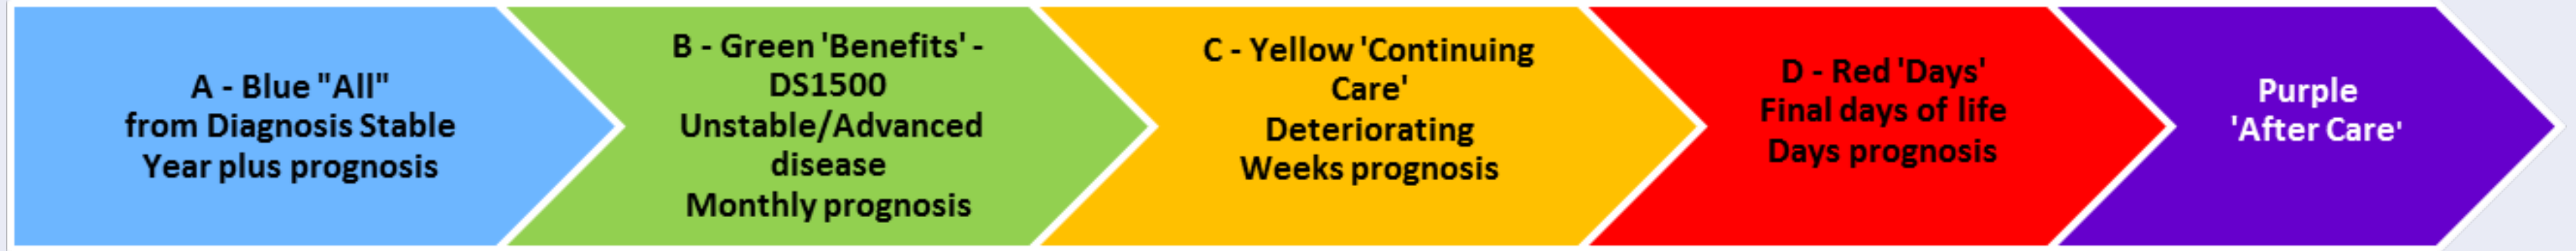 A - Blue "All"
from Diagnosis Stable
Year plus prognosis
B - Green 'Benefits' -
DS1500
Unstable/Advanced
disease
Monthly prognosis
C - Yellow 'Continuing
Care'
Deteriorating
Weeks prognosis
D - Red 'Days'
Final days of life
Days prognosis
Purple
'After Care'